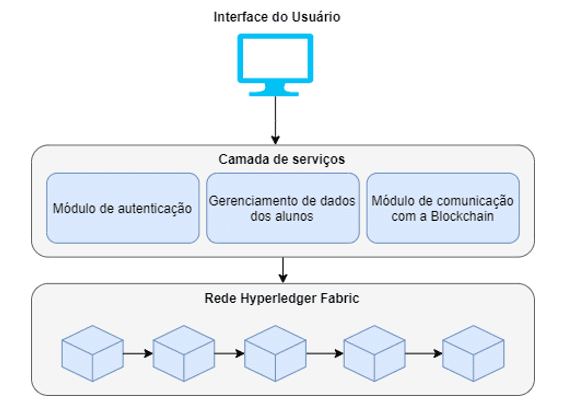 Interface do Usuário
Camada de serviços
Módulo de autenticação
Gerenciamento de dados
dos alunos
Módulo de comunicação
com a Blockchain
Rede Hyperledger Fabric